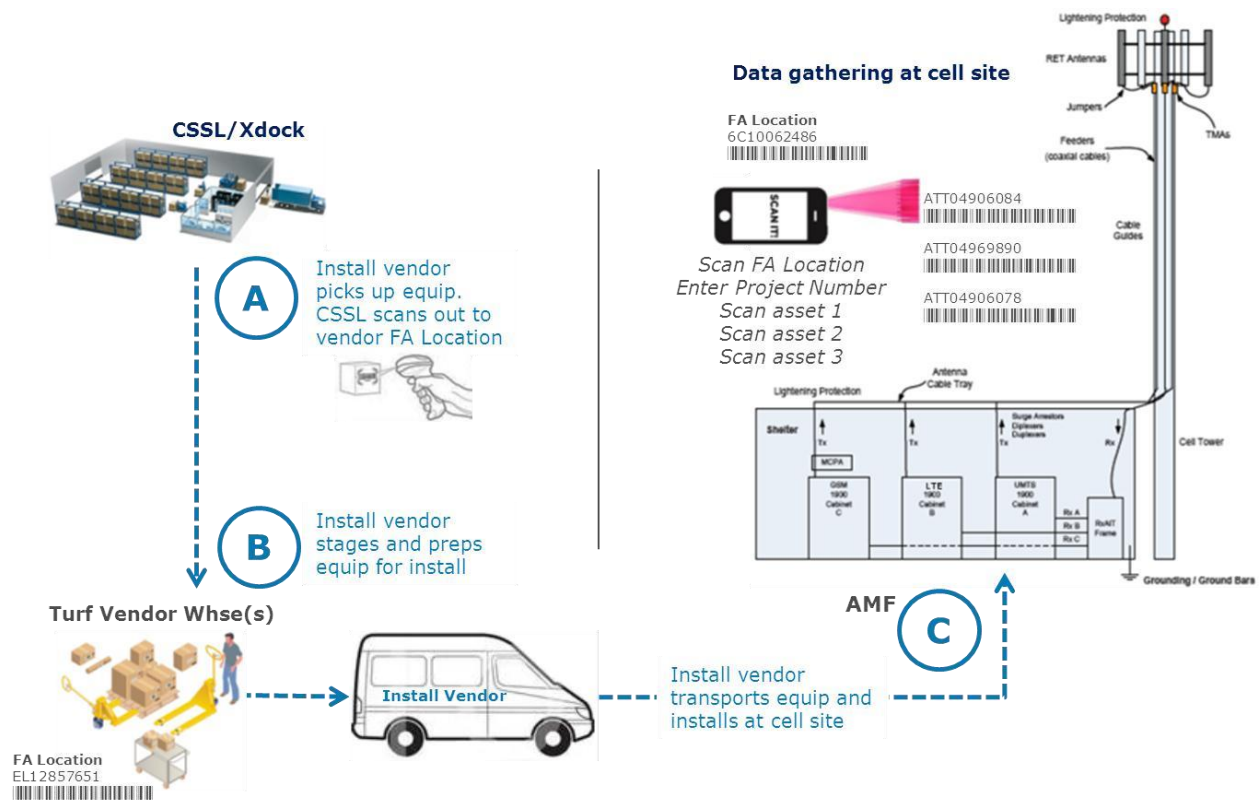 CSSL/Xdock
A
Install vendor
picks up equip.
CSSL scans out to
vendor FA Location
B
Install vendor
stages and preps
equip for install
Turf Vendor Whse(s)
FA Location
EL12857651
Install Vendor
Install vendor
transports equip and
installs at cell site
AMF
C
Data gathering at cell site
FA Location
6C10062486
SCAN IT!
ATT04906084
ATT04969890
ATT04906078
Scan FA Location
Enter Project Number
Scan asset 1
Scan asset 2
Scan asset 3
Lightening Protection
RET Antennas
Jumpers
TMAs
Feeders
(coaxial cables)
Cable
Guides
Antenna
Cable Tray
Lightening Protection
Shelter
Tx
Tx
Tx
Surge Arrestors
Diplexers
Duplexers
Rx
Cell Tower
MCPA
GSM
1900
Cabinet
C
LTE
1900
Cabinet
B
UMTS
1900
Cabinet
A
Rx A
Rx B
Rx C
RxAIT
Frame
Grounding / Ground Bars